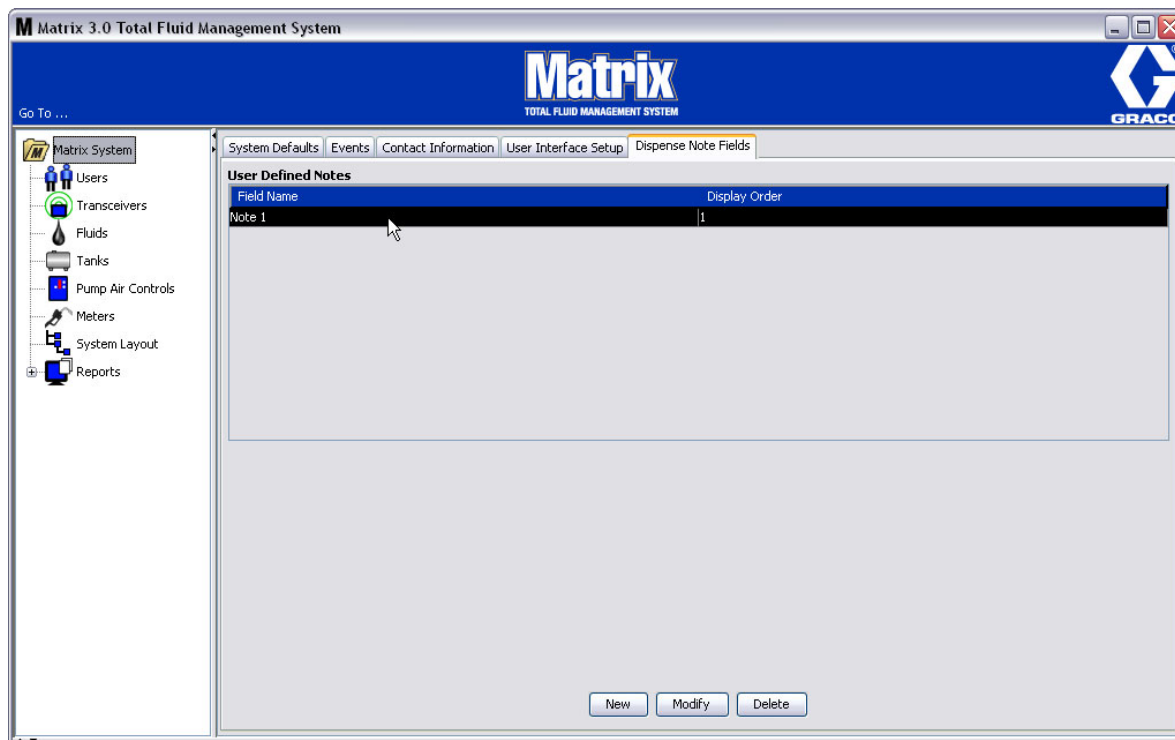 M Matrix 3.0 Total Fluid Management System
Matrix
TOTAL FLUID MANAGEMENT SYSTEM
GRACO
Go To ...
Matrix System
Users
Transceivers
Fluids
Tanks
Pump Air Controls
Meters
System Layout
Reports
System Defaults Events Contact Information User Interface Setup Dispense Note Fields
User Defined Notes
Field Name Display Order
Note 1 1
New Modify Delete